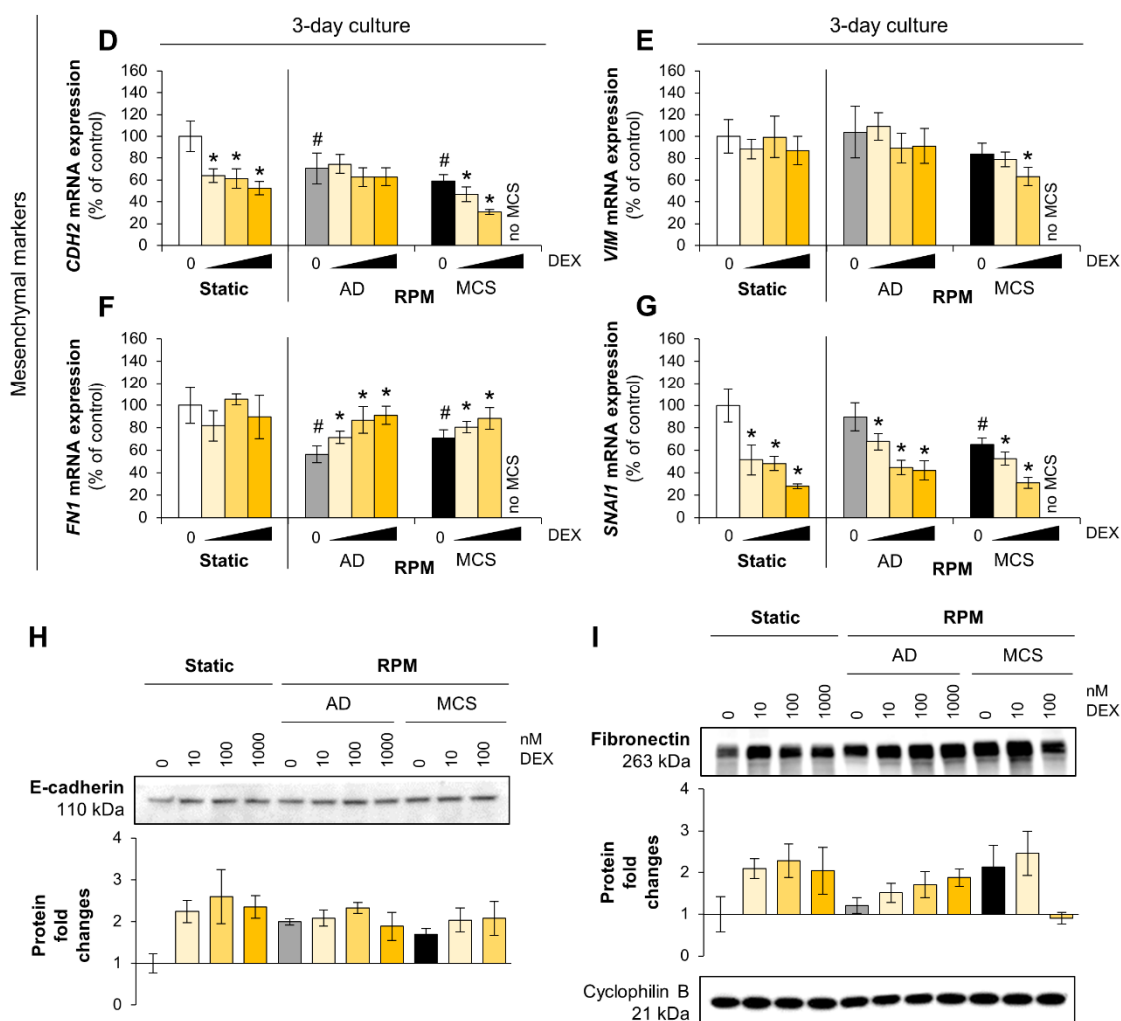 Mesenchymal markers
D
3-day culture
CDH2 mRNA expression
(% of control)
160
140
120
100
80
60
40
20
0
*
*
*
#
#
*
*
no MCS
0
0
0
DEX
Static
AD
MCS
RPM
E
3-day culture
VIM mRNA expression
(% of control)
160
140
120
100
80
60
40
20
0
*
no MCS
0
0
0
DEX
Static
AD
MCS
RPM
F
FN1 mRNA expression
(% of control)
160
140
120
100
80
60
40
20
0
#
*
*
*
#
*
*
no MCS
0
0
0
DEX
Static
AD
MCS
RPM
G
SNAI1 mRNA expression
(% of control)
160
140
120
100
80
60
40
20
0
*
*
*
*
*
*
#
*
*
no MCS
0
0
0
DEX
Static
AD
MCS
RPM
H
Static
RPM
AD
MCS
0
10
100
1000
0
10
100
1000
0
10
100
nM
DEX
E-cadherin
110 kDa
Protein
fold
changes
4
3
2
1
0
I
Static
RPM
AD
MCS
0
10
100
1000
0
10
100
1000
0
10
100
nM
DEX
Fibronectin
263 kDa
Protein
fold
changes
4
3
2
1
0
Cyclophilin B
21 kDa